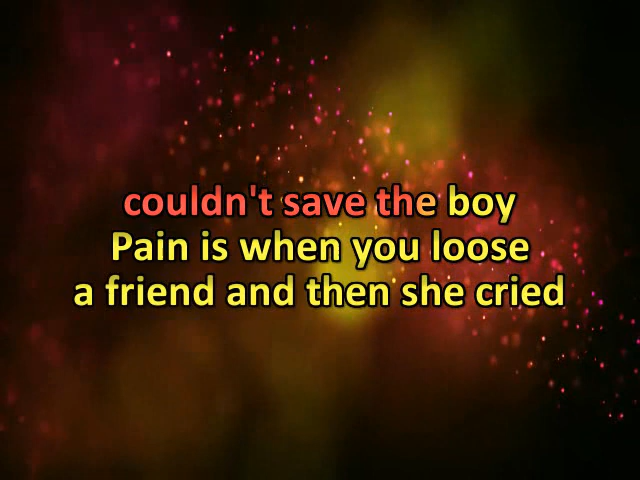 couldn't save the boy
Pain is when you loose
a friend and then she cried